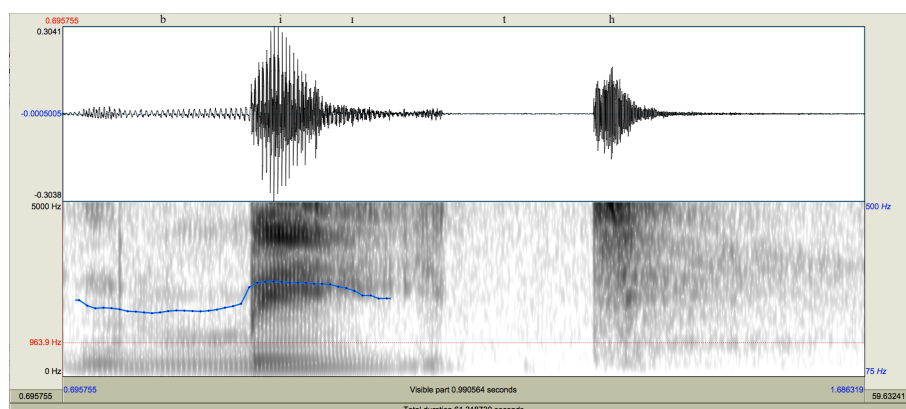 0.695755 b i ɪ t h
0.3041
-0.0005005
-0.3038
5000 Hz 500 Hz
963.9 Hz
0 Hz 75 Hz
0.695755 0.695755 Visible part 0.990564 seconds 1.686319 59.63241